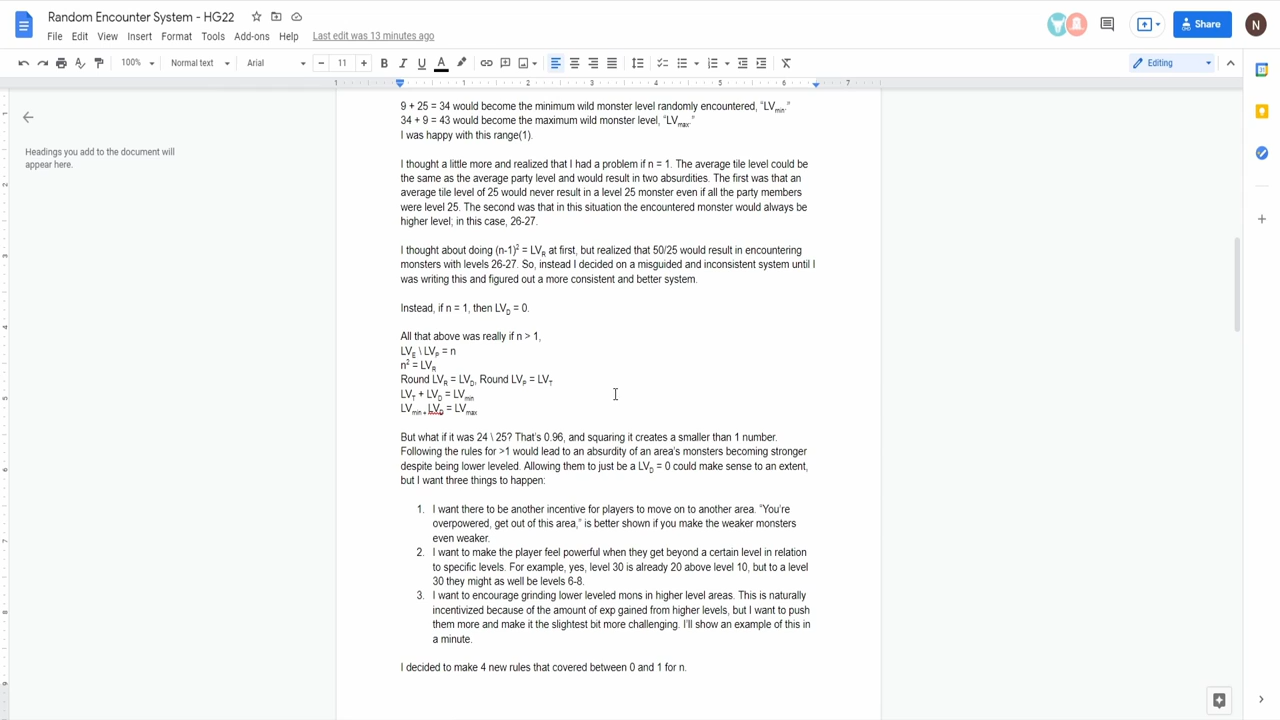 Random Encounter System - HG22
File Edit View Insert Format Tools Add-ons Help Last edit was 13 minutes ago
Share
N
100% Normal text Arial 11 B I U A Editing
1 1 2 3 4 5 6 7
Headings you add to the document will
appear here.
9 + 25 = 34 would become the minimum wild monster level randomly encountered, “LVmin.”
34 + 9 = 43 would become the maximum wild monster level, “LVmax.”
I was happy with this range(1).
I thought a little more and realized that I had a problem if n = 1. The average tile level could be
the same as the average party level and would result in two absurdities. The first was that an
average tile level of 25 would never result in a level 25 monster even if all the party members
were level 25. The second was that in this situation the encountered monster would always be
higher level; in this case, 26-27.
I thought about doing (n-1)² = LVR at first, but realized that 50/25 would result in encountering
monsters with levels 26-27. So, instead I decided on a misguided and inconsistent system until I
was writing this and figured out a more consistent and better system.
Instead, if n = 1, then LVD = 0.
All that above was really if n > 1,
LVE \ LVP = n
n² = LVR
Round LVR = LVD, Round LVP = LVT
LVT + LVD = LVmin
LVmin + LVD = LVmax
But what if it was 24 \ 25? That’s 0.96, and squaring it creates a smaller than 1 number.
Following the rules for >1 would lead to an absurdity of an area’s monsters becoming stronger
despite being lower leveled. Allowing them to just be a LVD = 0 could make sense to an extent,
but I want three things to happen:
1. I want there to be another incentive for players to move on to another area. “You’re
overpowered, get out of this area,” is better shown if you make the weaker monsters
even weaker.
2. I want to make the player feel powerful when they get beyond a certain level in relation
to specific levels. For example, yes, level 30 is already 20 above level 10, but to a level
30 they might as well be levels 6-8.
3. I want to encourage grinding lower leveled mons in higher level areas. This is naturally
incentivized because of the amount of exp gained from higher levels, but I want to push
them more and make it the slightest bit more challenging. I’ll show an example of this in
a minute.
I decided to make 4 new rules that covered between 0 and 1 for n.